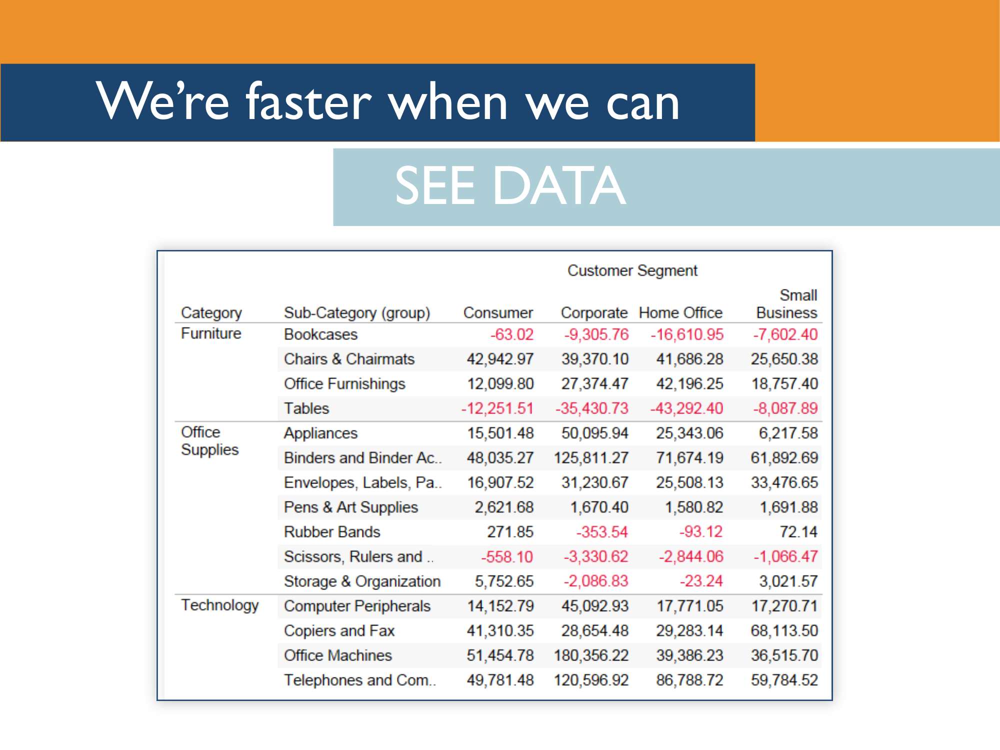 We're faster when we can
SEE DATA
Customer Segment
Category Sub-Category (group) Consumer Corporate Home Office Small Business
Furniture Bookcases -63.02 -9,305.76 -16,610.95 -7,602.40
Chairs & Chairmats 42,942.97 39,370.10 41,686.28 25,650.38
Office Furnishings 12,099.80 27,374.47 42,196.25 18,757.40
Tables -12,251.51 -35,430.73 -43,292.40 -8,087.89
Office Supplies Appliances 15,501.48 50,095.94 25,343.06 6,217.58
Binders and Binder Ac.. 48,035.27 125,811.27 71,674.19 61,892.69
Envelopes, Labels, Pa.. 16,907.52 31,230.67 25,508.13 33,476.65
Pens & Art Supplies 2,621.68 1,670.40 1,580.82 1,691.88
Rubber Bands 271.85 -353.54 -93.12 72.14
Scissors, Rulers and .. -558.10 -3,330.62 -2,844.06 -1,066.47
Storage & Organization 5,752.65 -2,086.83 -23.24 3,021.57
Technology Computer Peripherals 14,152.79 45,092.93 17,771.05 17,270.71
Copiers and Fax 41,310.35 28,654.48 29,283.14 68,113.50
Office Machines 51,454.78 180,356.22 39,386.23 36,515.70
Telephones and Com.. 49,781.48 120,596.92 86,788.72 59,784.52